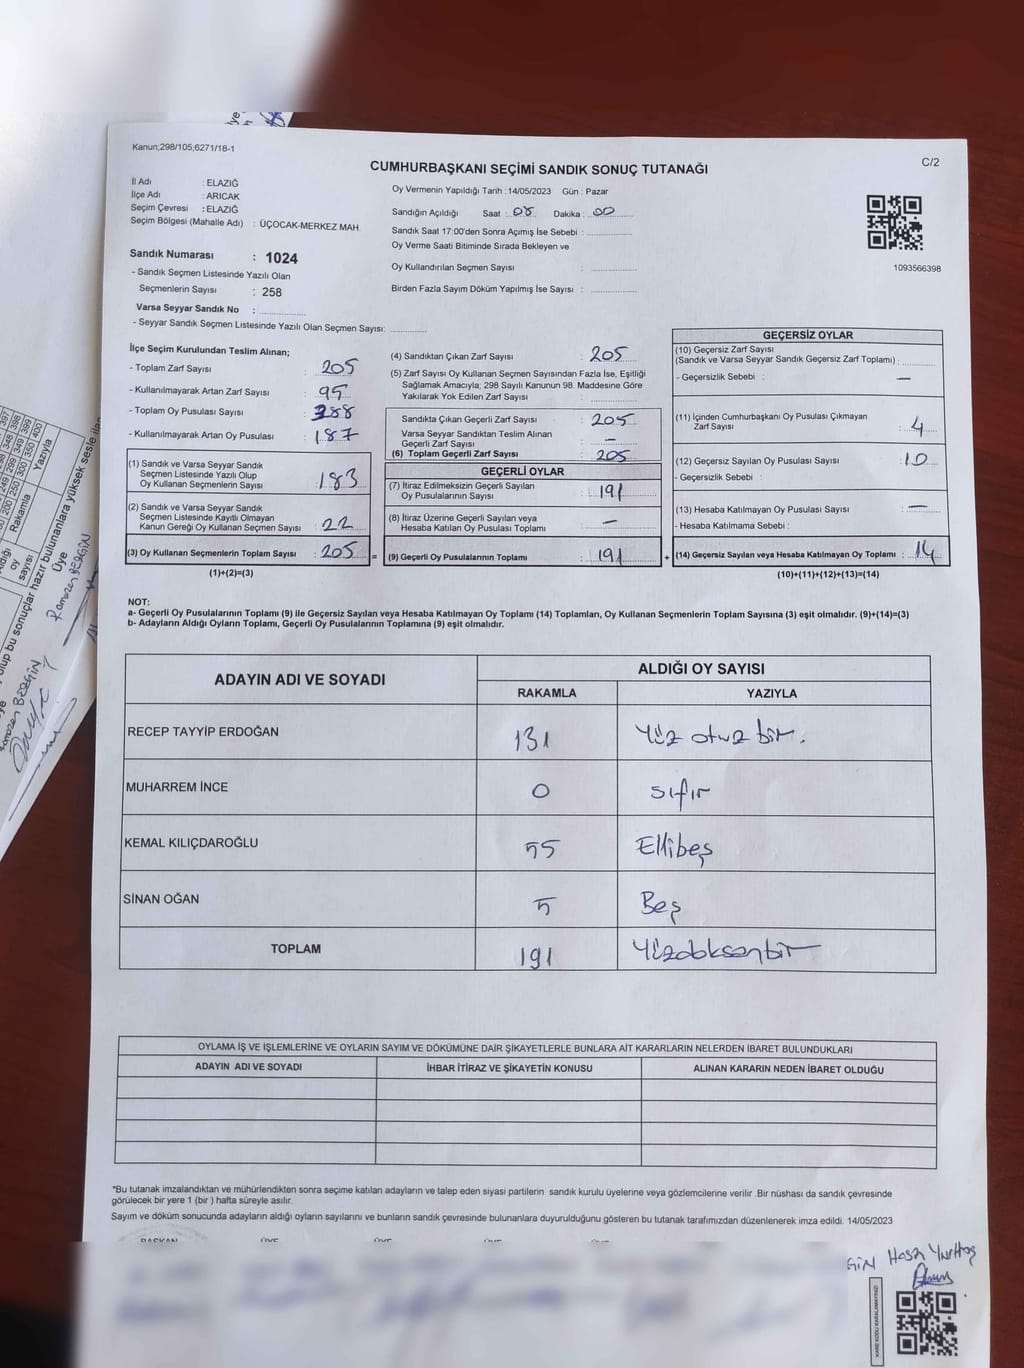 Kanun;298/105;6271/18-1
C/2
CUMHURBAŞKANI SEÇİMİ SANDIK SONUÇ TUTANAĞI
İl Adı : ELAZIĞ
İlçe Adı : ARICAK
Seçim Çevresi : ELAZIĞ
Seçim Bölgesi (Mahalle Adı) : ÜÇOCAK-MERKEZ MAH.
Sandık Numarası : 1024
- Sandık Seçmen Listesinde Yazılı Olan
Seçmenlerin Sayısı : 258
Varsa Seyyar Sandık No :
- Seyyar Sandık Seçmen Listesinde Yazılı Olan Seçmen Sayısı:
Oy Vermenin Yapıldığı Tarih : 14/05/2023 Gün : Pazar
Sandığın Açıldığı Saat : 08 Dakika : 00
Sandık Saat 17:00'den Sonra Açımış İse Sebebi :
Oy Verme Saati Bitiminde Sırada Bekleyen ve
Oy Kullandırılan Seçmen Sayısı :
Birden Fazla Sayım Döküm Yapılmış İse Sayısı :
1093566398
İlçe Seçim Kurulundan Teslim Alınan;
- Toplam Zarf Sayısı : 205
- Kullanılmayarak Artan Zarf Sayısı : 95
- Toplam Oy Pusulası Sayısı : 388
- Kullanılmayarak Artan Oy Pusulası : 187
(1) Sandık ve Varsa Seyyar Sandık
Seçmen Listesinde Yazılı Olup
Oy Kullanan Seçmenlerin Sayısı : 183
(2) Sandık ve Varsa Seyyar Sandık
Seçmen Listesinde Kayıtlı Olmayan
Kanun Gereği Oy Kullanan Seçmen Sayısı : 22
(3) Oy Kullanan Seçmenlerin Toplam Sayısı : 205 =
(1)+(2)=(3)
(4) Sandıktan Çıkan Zarf Sayısı : 205
(5) Zarf Sayısı Oy Kullanan Seçmen Sayısından Fazla İse, Eşitliği
Sağlamak Amacıyla; 298 Sayılı Kanunun 98. Maddesine Göre
Yakılarak Yok Edilen Zarf Sayısı :
Sandıkta Çıkan Geçerli Zarf Sayısı : 205
Varsa Seyyar Sandıktan Teslim Alınan
Geçerli Zarf Sayısı : —
(6) Toplam Geçerli Zarf Sayısı : 205
GEÇERLİ OYLAR
(7) İtiraz Edilmeksizin Geçerli Sayılan
Oy Pusulalarının Sayısı : 191
(8) İtiraz Üzerine Geçerli Sayılan veya
Hesaba Katılan Oy Pusulası Toplamı : —
(9) Geçerli Oy Pusulalarının Toplamı : 191 +
GEÇERSİZ OYLAR
(10) Geçersiz Zarf Sayısı
(Sandık ve Varsa Seyyar Sandık Geçersiz Zarf Toplamı) :
- Geçersizlik Sebebi : —
(11) İçinden Cumhurbaşkanı Oy Pusulası Çıkmayan
Zarf Sayısı : 4
(12) Geçersiz Sayılan Oy Pusulası Sayısı : 10
- Geçersizlik Sebebi :
(13) Hesaba Katılmayan Oy Pusulası Sayısı : —
- Hesaba Katılmama Sebebi :
(14) Geçersiz Sayılan veya Hesaba Katılmayan Oy Toplamı : 14
(10)+(11)+(12)+(13)=(14)
NOT:
a- Geçerli Oy Pusulalarının Toplamı (9) ile Geçersiz Sayılan veya Hesaba Katılmayan Oy Toplamı (14) Toplamları, Oy Kullanan Seçmenlerin Toplam Sayısına (3) eşit olmalıdır. (9)+(14)=(3)
b- Adayların Aldığı Oyların Toplamı, Geçerli Oy Pusulalarının Toplamına (9) eşit olmalıdır.
ADAYIN ADI VE SOYADI
ALDIĞI OY SAYISI
RAKAMLA YAZIYLA
RECEP TAYYİP ERDOĞAN 131 Yüz otuz bir.
MUHARREM İNCE 0 sıfır
KEMAL KILIÇDAROĞLU 55 Ellibeş
SİNAN OĞAN 5 Beş
TOPLAM 191 Yüzdoksanbir
OYLAMA İŞ VE İŞLEMLERİNE VE OYLARIN SAYIM VE DÖKÜMÜNE DAİR ŞİKAYETLERLE BUNLARA AİT KARARLARIN NELERDEN İBARET BULUNDUKLARI
ADAYIN ADI VE SOYADI İHBAR İTİRAZ VE ŞİKAYETİN KONUSU ALINAN KARARIN NEDEN İBARET OLDUĞU
*Bu tutanak imzalandıktan ve mühürlendikten sonra seçime katılan adayların ve talep eden siyasi partilerin sandık kurulu üyelerine veya gözlemcilerine verilir .Bir nüshası da sandık çevresinde
görülecek bir yere 1 (bir ) hafta süreyle asılır.
Sayım ve döküm sonucunda adayların aldığı oyların sayılarını ve bunların sandık çevresinde bulunanlara duyurulduğunu gösteren bu tutanak tarafımızdan düzenlenerek imza edildi. 14/05/2023
BAŞKAN ÜYE ÜYE ÜYE ÜYE
GİN Hasan Yurttaş
KARE KODU KARALAMAYINIZ!
Yazıyla
Rakamla
sayısı
oy
olup bu sonuçlar hazır bulunanlara yüksek sesle ilan
Üye
Ramazan BEZGİN
Ramazan BEZGİN